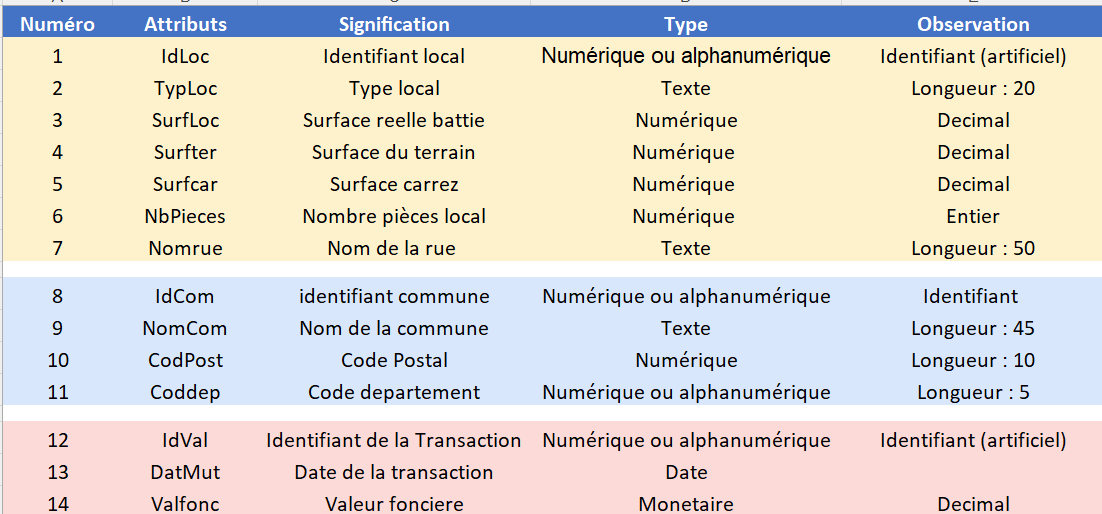 Numéro Attributs Signification Type Observation
1 IdLoc Identifiant local Numérique ou alphanumérique Identifiant (artificiel)
2 TypLoc Type local Texte Longueur : 20
3 SurfLoc Surface reelle battie Numérique Decimal
4 Surfter Surface du terrain Numérique Decimal
5 Surfcar Surface carrez Numérique Decimal
6 NbPieces Nombre pièces local Numérique Entier
7 Nomrue Nom de la rue Texte Longueur : 50
8 IdCom identifiant commune Numérique ou alphanumérique Identifiant
9 NomCom Nom de la commune Texte Longueur : 45
10 CodPost Code Postal Numérique Longueur : 10
11 Coddep Code departement Numérique ou alphanumérique Longueur : 5
12 IdVal Identifiant de la Transaction Numérique ou alphanumérique Identifiant (artificiel)
13 DatMut Date de la transaction Date
14 Valfonc Valeur fonciere Monetaire Decimal